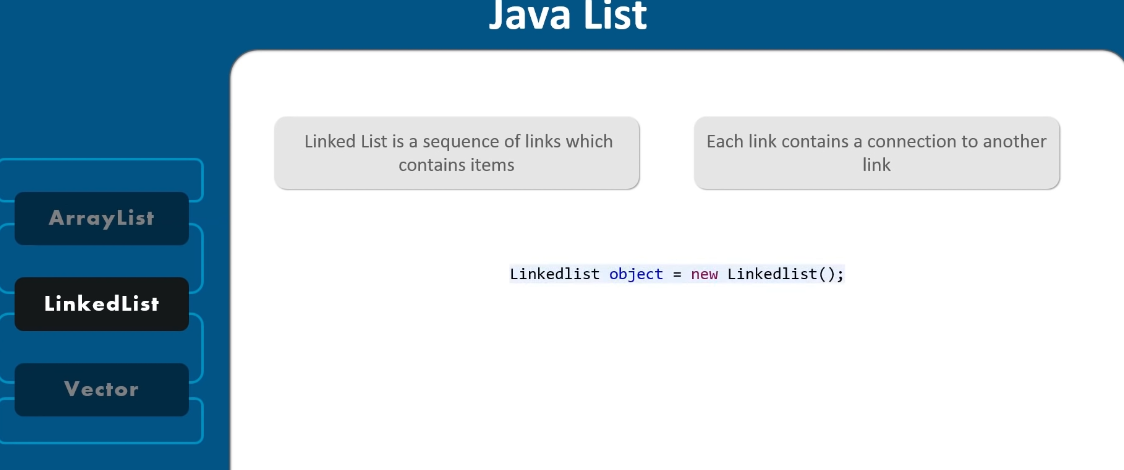 Java List
Linked List is a sequence of links which
contains items
Each link contains a connection to another
link
ArrayList
LinkedList
Vector
Linkedlist object = new Linkedlist();